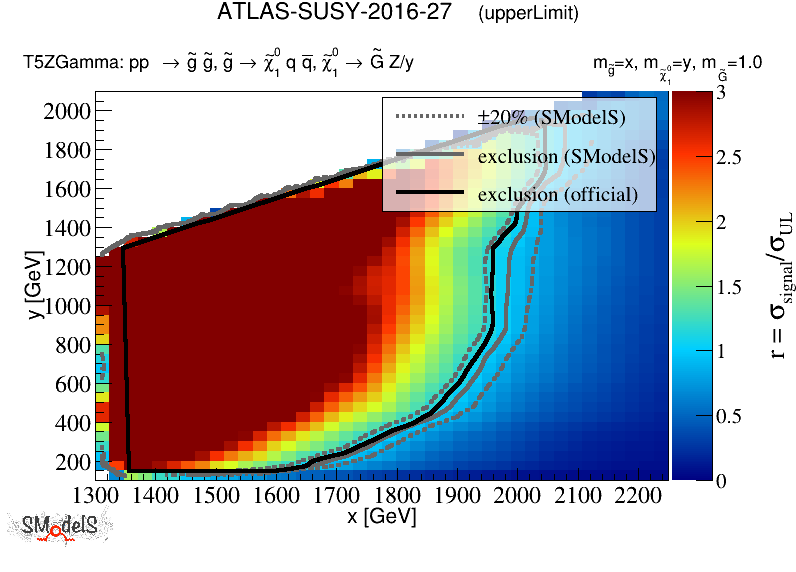 ATLAS-SUSY-2016-27 (upperLimit)
T5ZGamma: pp → g̃ g̃, g̃ → χ̃⁰₁ q q̅, χ̃⁰₁ → G̃ Z/y
m_g̃=x, m_χ̃⁰₁=y, m_G̃=1.0
±20% (SModelS)
exclusion (SModelS)
exclusion (official)
2000
1800
1600
1400
1200
1000
800
600
400
200
y [GeV]
1300 1400 1500 1600 1700 1800 1900 2000 2100 2200
x [GeV]
3
2.5
2
1.5
1
0.5
0
r = σ_signal/σ_UL
SModelS